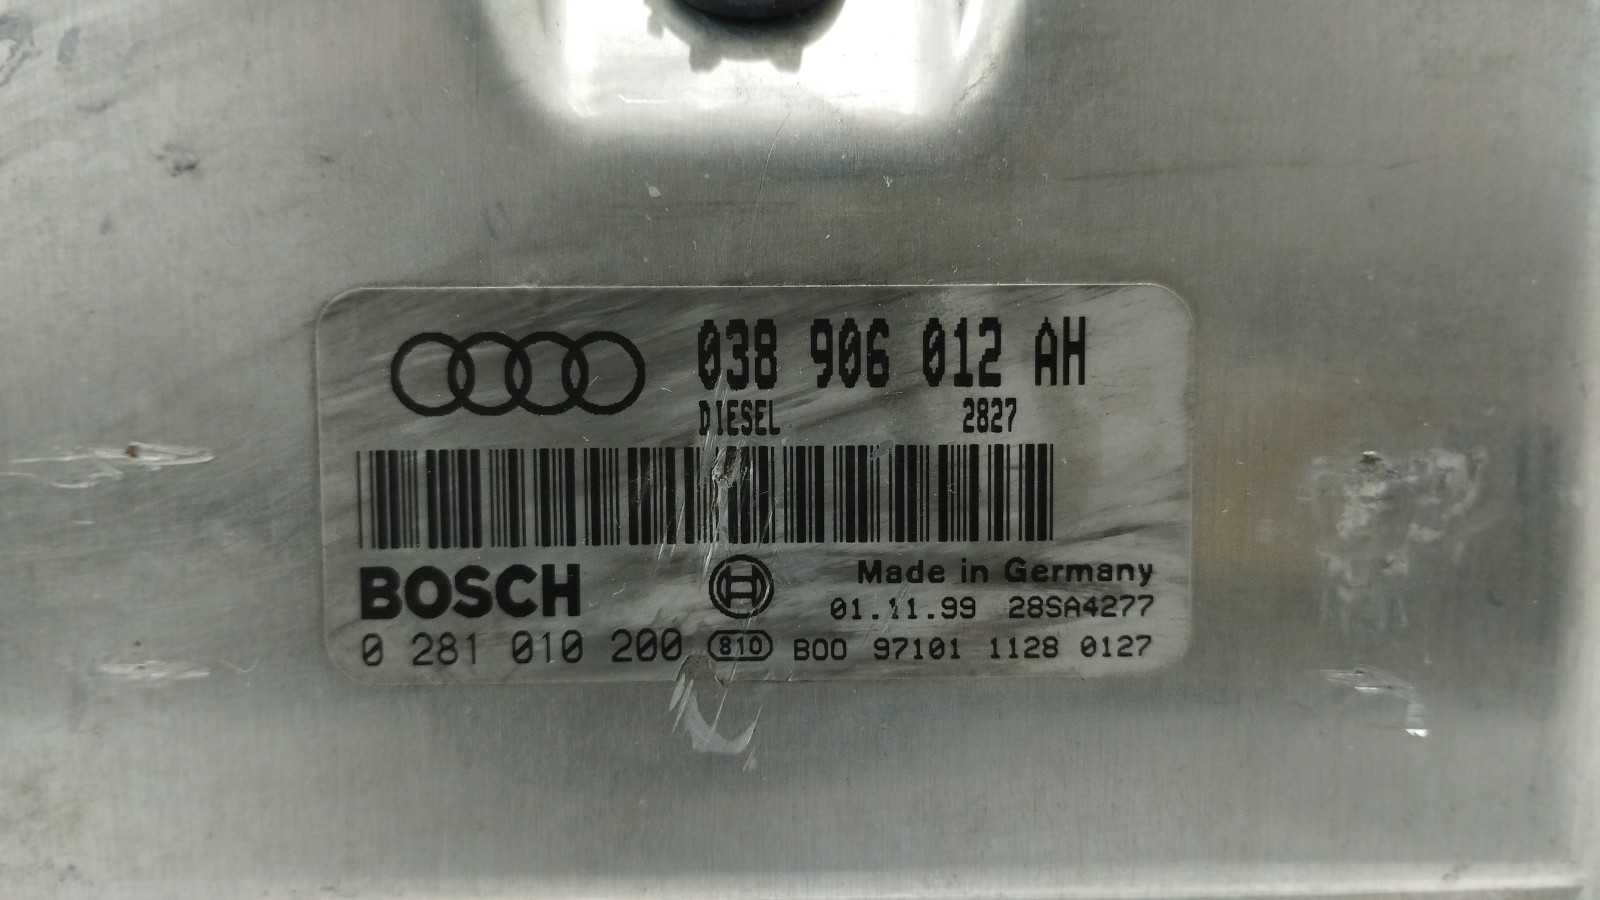 038 906 012 AH
DIESEL 2827
BOSCH
Made in Germany
01.11.99 28SA4277
0 281 010 200 810 B00 97101 1128 0127